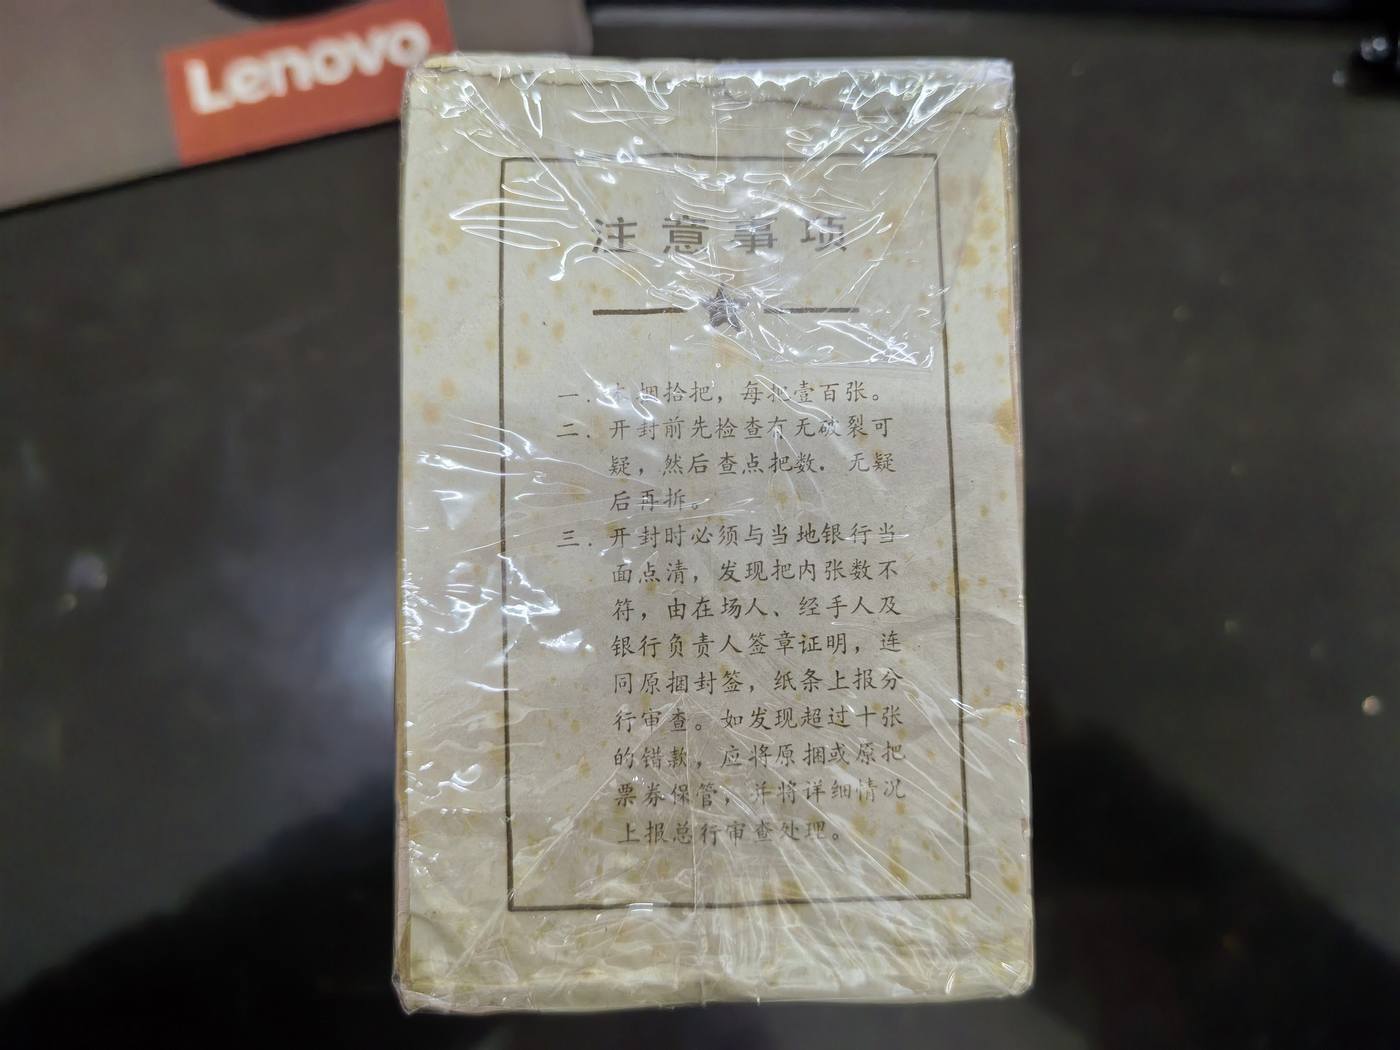 Lenovo
注意事项
一. 本捆拾把，每把壹百张。
二. 开封前先检查有无破裂可
疑，然后查点把数. 无疑
后再拆。
三. 开封时必须与当地银行当
面点清，发现把内张数不
符，由在场人、经手人及
银行负责人签章证明，连
同原捆封签，纸条上报分
行审查。如发现超过十张
的错款，应将原捆或原把
票券保管，并将详细情况
上报总行审查处理。